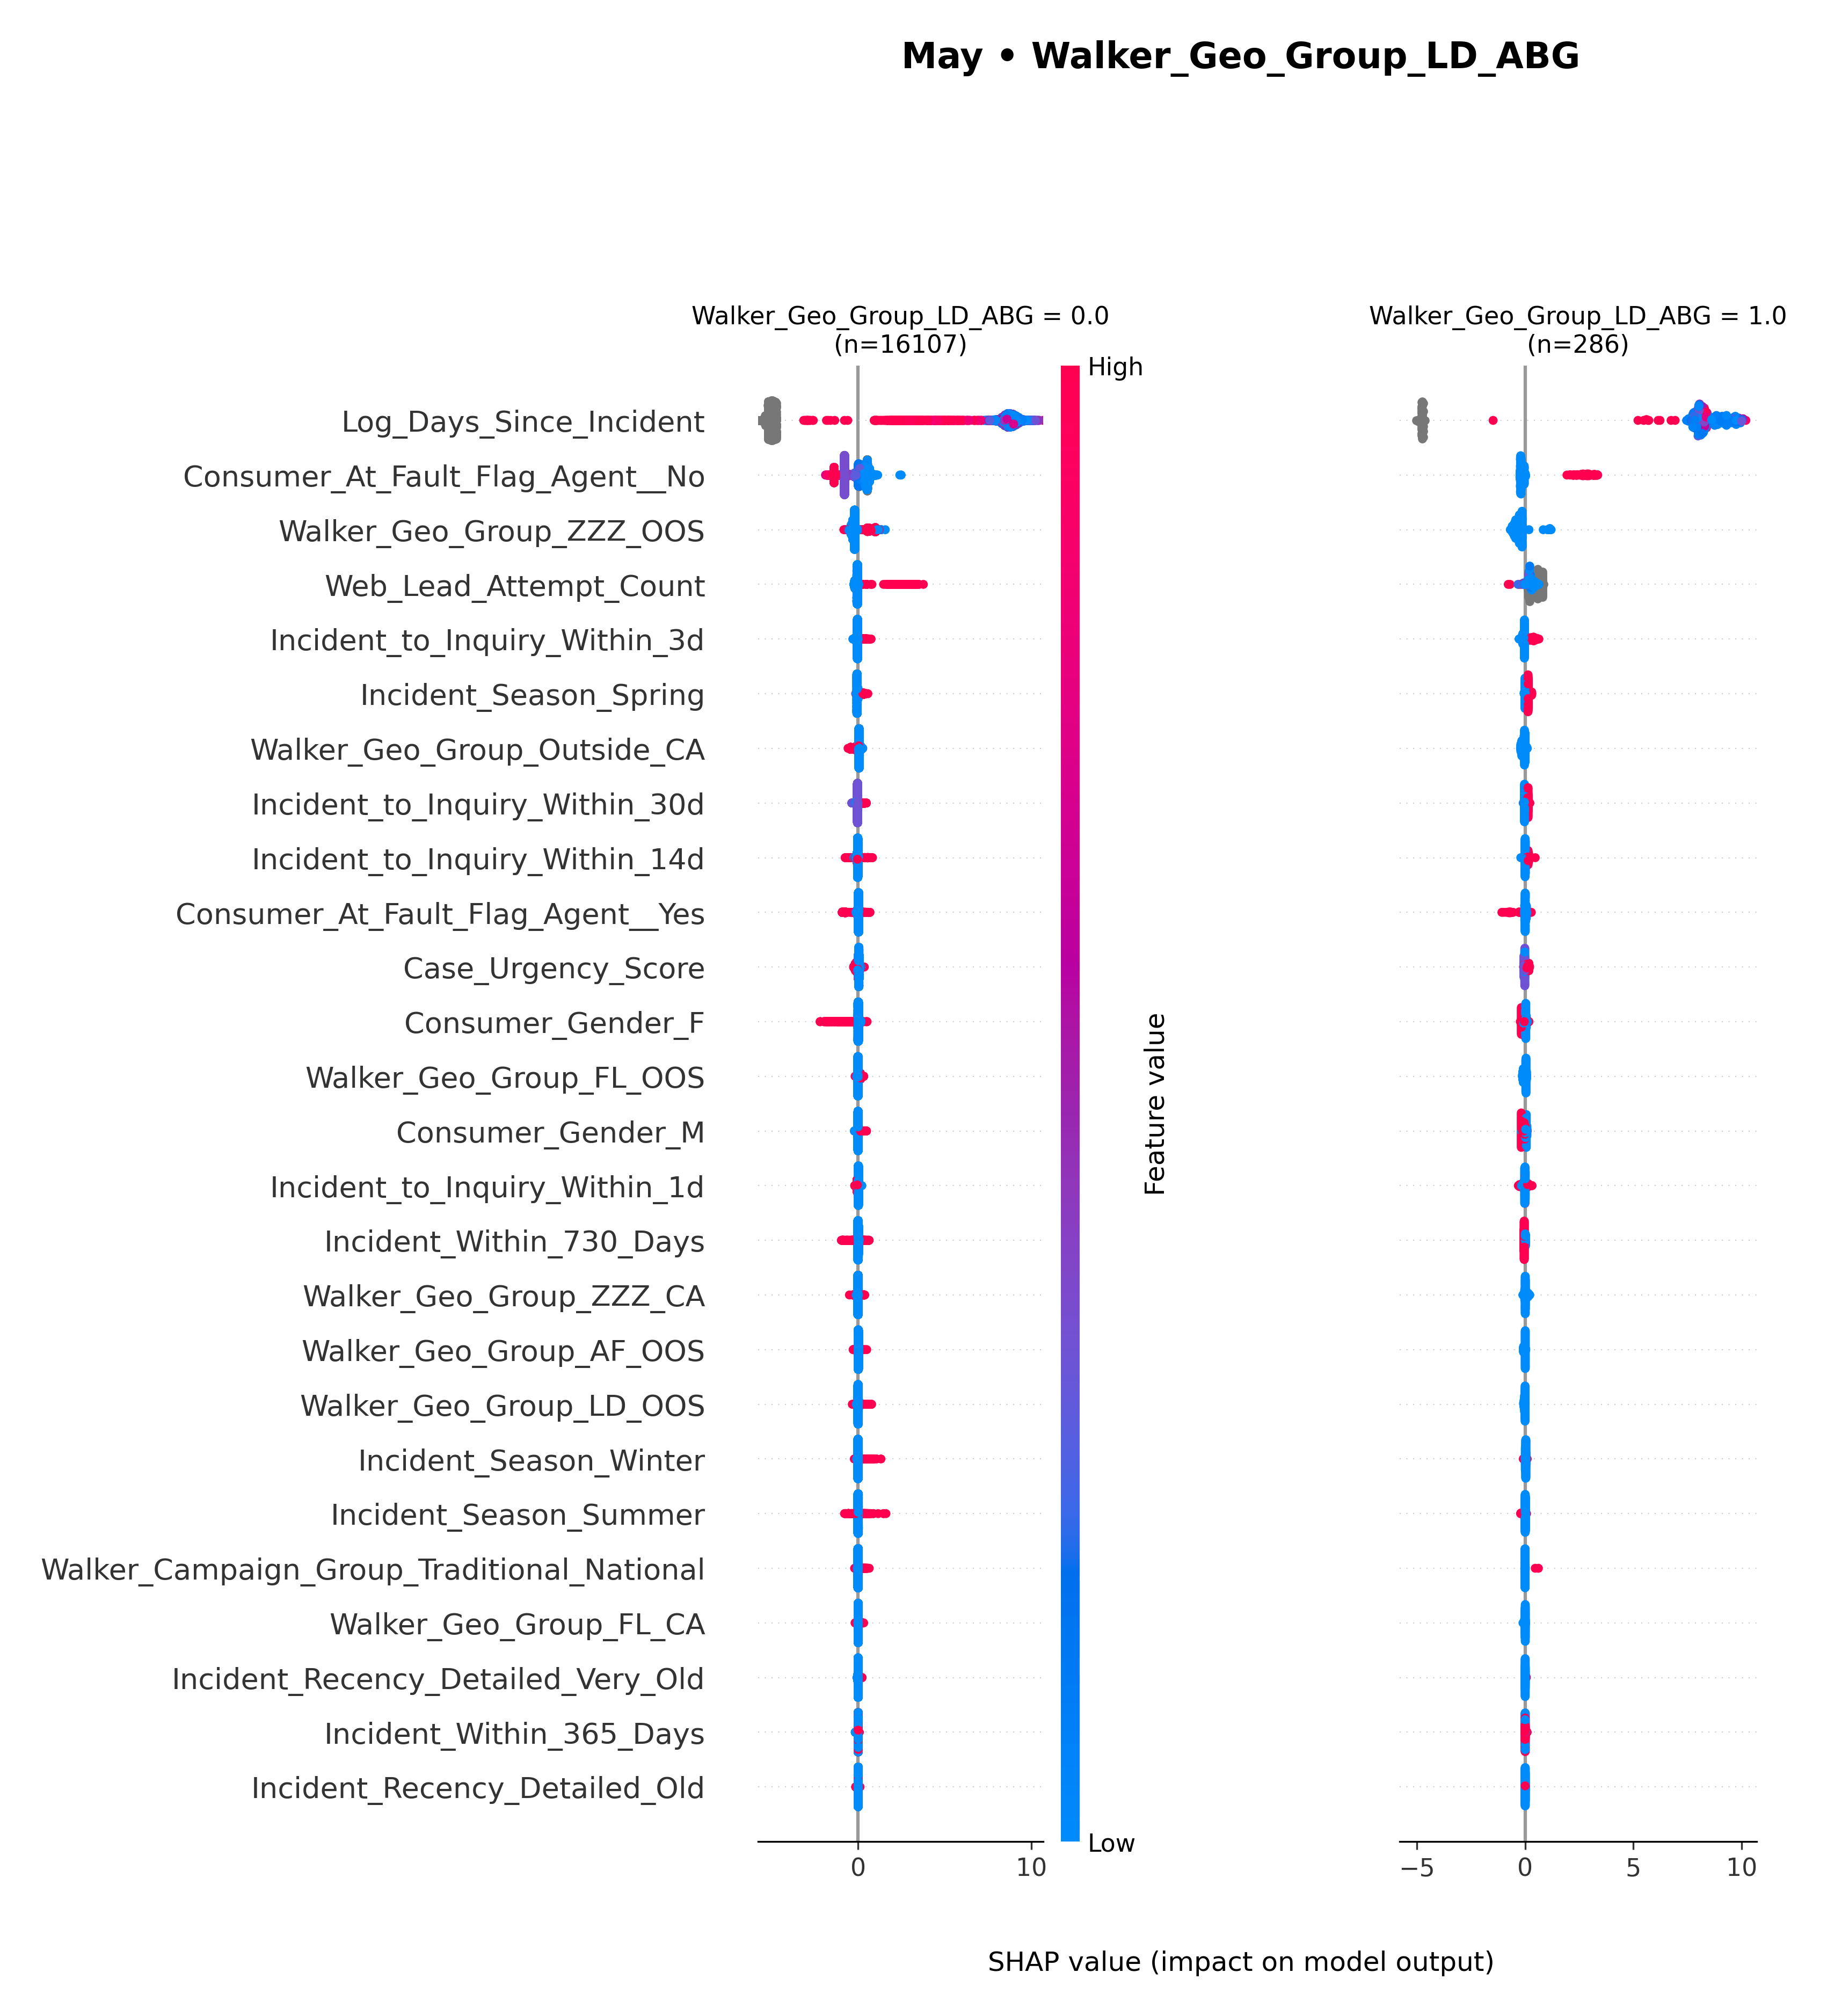 May • Walker_Geo_Group_LD_ABG
Walker_Geo_Group_LD_ABG = 0.0
(n=16107)
Walker_Geo_Group_LD_ABG = 1.0
(n=286)
High
Log_Days_Since_Incident
Consumer_At_Fault_Flag_Agent__No
Walker_Geo_Group_ZZZ_OOS
Web_Lead_Attempt_Count
Incident_to_Inquiry_Within_3d
Incident_Season_Spring
Walker_Geo_Group_Outside_CA
Incident_to_Inquiry_Within_30d
Incident_to_Inquiry_Within_14d
Consumer_At_Fault_Flag_Agent__Yes
Case_Urgency_Score
Consumer_Gender_F
Walker_Geo_Group_FL_OOS
Consumer_Gender_M
Incident_to_Inquiry_Within_1d
Incident_Within_730_Days
Walker_Geo_Group_ZZZ_CA
Walker_Geo_Group_AF_OOS
Walker_Geo_Group_LD_OOS
Incident_Season_Winter
Incident_Season_Summer
Walker_Campaign_Group_Traditional_National
Walker_Geo_Group_FL_CA
Incident_Recency_Detailed_Very_Old
Incident_Within_365_Days
Incident_Recency_Detailed_Old
Feature value
Low
0 10
−5 0 5 10
SHAP value (impact on model output)